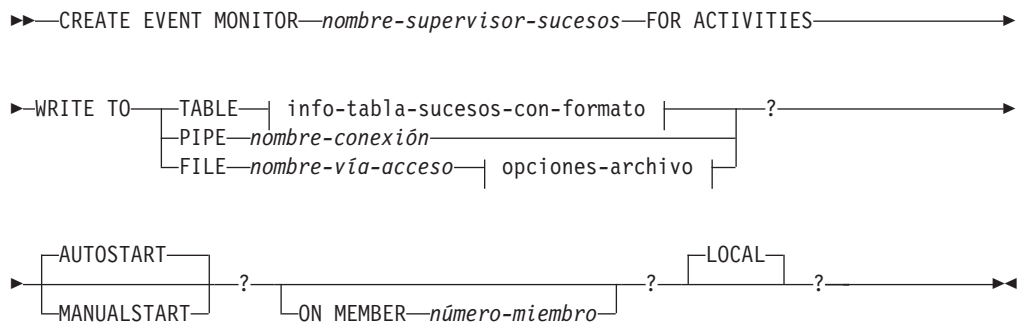 CREATE EVENT MONITOR nombre-supervisor-sucesos FOR ACTIVITIES
WRITE TO TABLE info-tabla-sucesos-con-formato ?
PIPE nombre-conexión
FILE nombre-vía-acceso opciones-archivo
AUTOSTART LOCAL
? ? ?
MANUALSTART ON MEMBER número-miembro